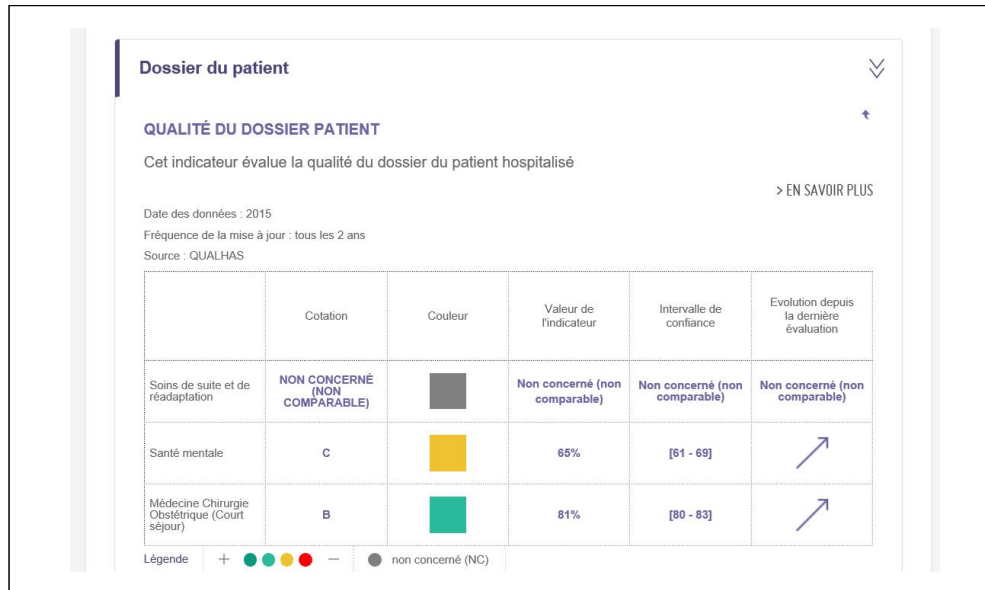 Dossier du patient
QUALITÉ DU DOSSIER PATIENT
Cet indicateur évalue la qualité du dossier du patient hospitalisé
> EN SAVOIR PLUS
Date des données : 2015
Fréquence de la mise à jour : tous les 2 ans
Source : QUALHAS
Cotation
Couleur
Valeur de
l'indicateur
Intervalle de
confiance
Evolution depuis
la dernière
évaluation
Soins de suite et de
réadaptation
NON CONCERNÉ
(NON
COMPARABLE)
Non concerné (non
comparable)
Non concerné (non
comparable)
Non concerné (non
comparable)
Santé mentale
C
65%
[61 - 69]
Médecine Chirurgie
Obstétrique (Court
séjour)
B
81%
[80 - 83]
Légende + − non concerné (NC)